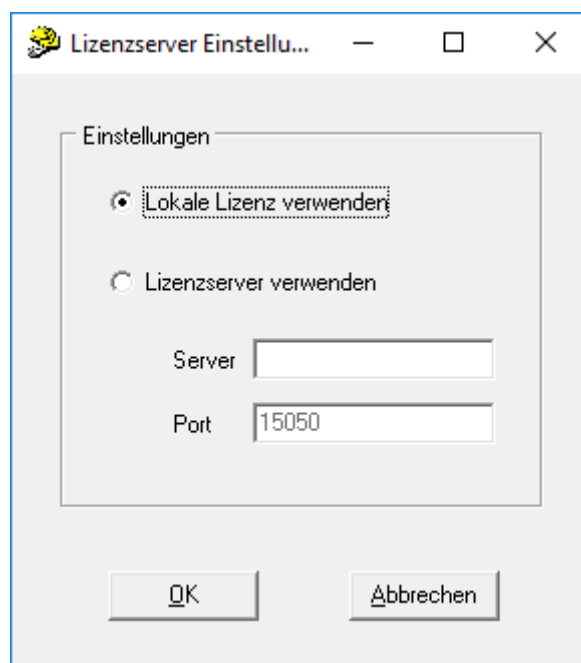 Lizenzserver Einstellu...
Einstellungen
Lokale Lizenz verwenden
Lizenzserver verwenden
Server
Port 15050
OK Abbrechen